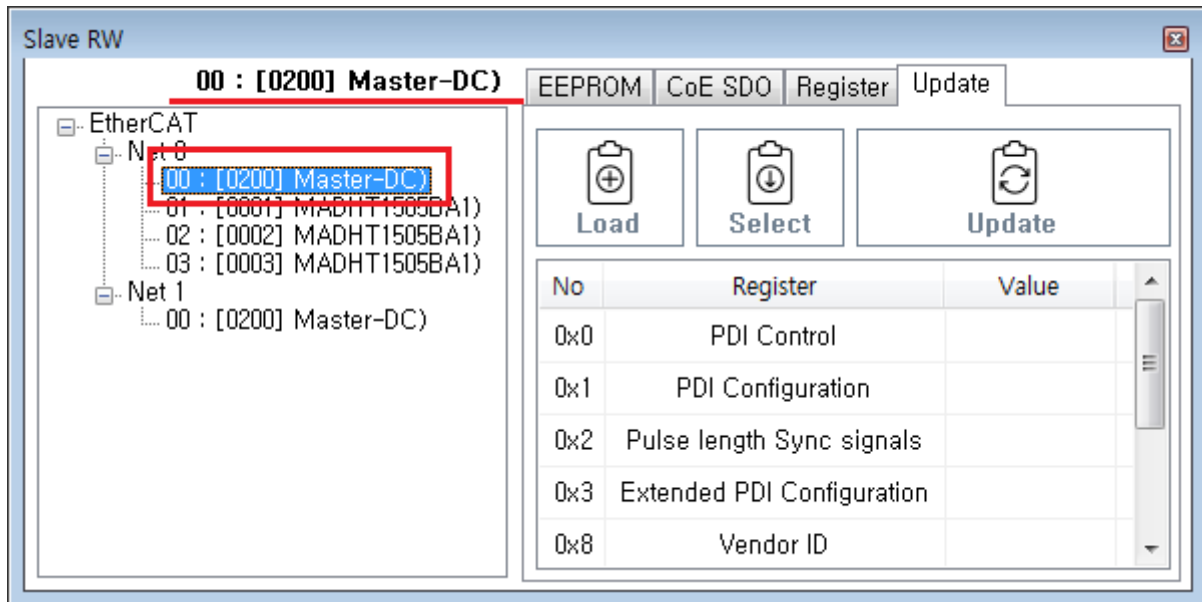 Slave RW
00 : [0200] Master-DC)
EtherCAT
Net 0
00 : [0200] Master-DC)
01 : [0001] MADHT1505BA1)
02 : [0002] MADHT1505BA1)
03 : [0003] MADHT1505BA1)
Net 1
00 : [0200] Master-DC)
EEPROM CoE SDO Register Update
Load Select Update
No Register Value
0x0 PDI Control
0x1 PDI Configuration
0x2 Pulse length Sync signals
0x3 Extended PDI Configuration
0x8 Vendor ID